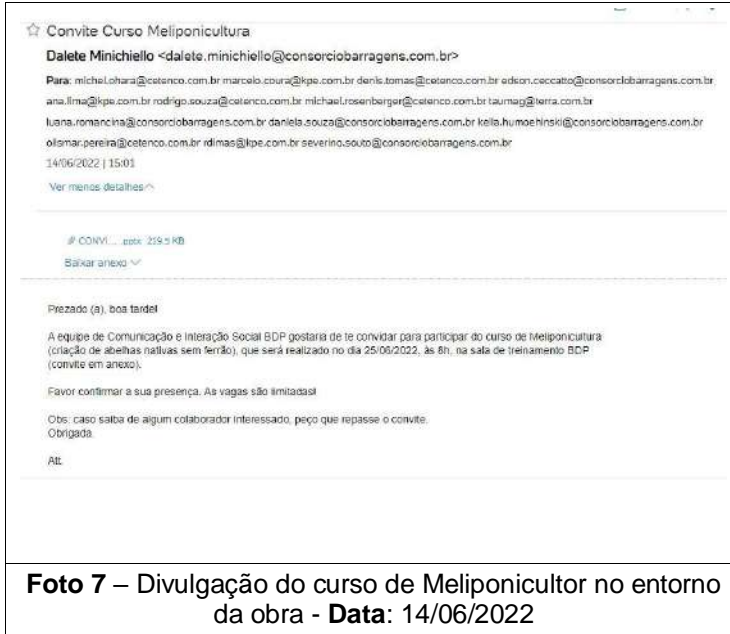 Convite Curso Meliponicultura
Dalete Minichiello <dalete.minichiello@consorciobarragens.com.br>
Para: michel.ohara@cetenco.com.br marcelo.coura@kpe.com.br denis.tomas@cetenco.com.br edson.ceccatto@consorciobarragens.com.br
ana.lima@kpe.com.br rodrigo.souza@cetenco.com.br michael.rosenberger@cetenco.com.br taumag@terra.com.br
luana.romancina@consorciobarragens.com.br daniela.souza@consorciobarragens.com.br
olismar.pereira@cetenco.com.br rdimas@kpe.com.br severino.souto@consorciobarragens.com.br
14/06/2022 | 15:01
Ver menos detalhes
CONVI... .pptx 219.5 KB
Baixar anexo
Prezado (a), boa tarde!
A equipe de Comunicação e Interação Social BDP gostaria de te convidar para participar do curso de Meliponicultura
(criação de abelhas nativas sem ferrão), que será realizado no dia 25/06/2022, às 8h, na sala de treinamento BDP
(convite em anexo).
Favor confirmar a sua presença. As vagas são limitadas!
Obs: caso saiba de algum colaborador interessado, peço que repasse o convite.
Obrigada.
Att.
Foto 7 – Divulgação do curso de Meliponicultor no entorno
da obra - Data: 14/06/2022